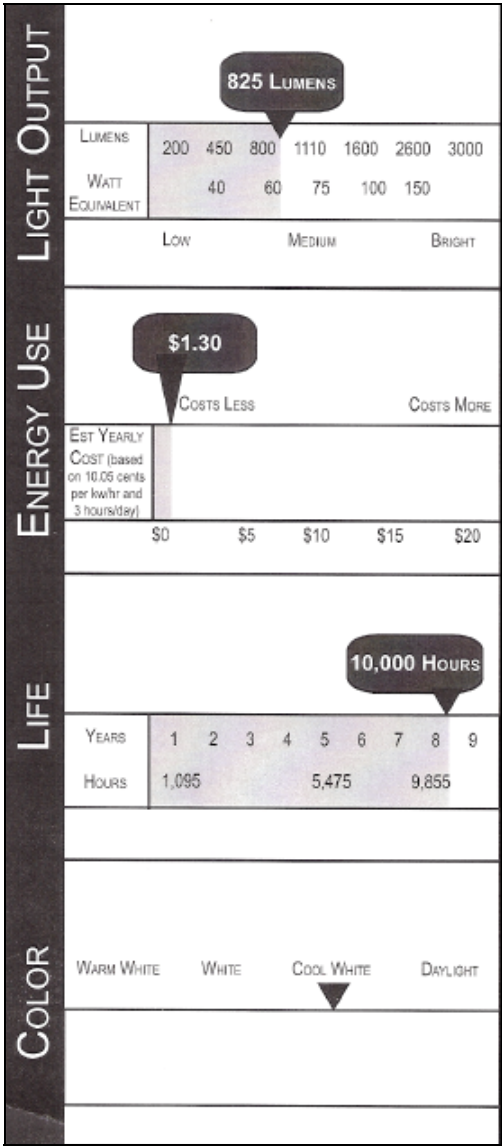 LIGHT OUTPUT
825 LUMENS
LUMENS 200 450 800 1110 1600 2600 3000
WATT
EQUIVALENT 40 60 75 100 150
LOW MEDIUM BRIGHT
ENERGY USE
$1.30
COSTS LESS COSTS MORE
EST YEARLY
COST (based
on 10.05 cents
per kw/hr and
3 hours/day)
$0 $5 $10 $15 $20
LIFE
10,000 HOURS
YEARS 1 2 3 4 5 6 7 8 9
HOURS 1,095 5,475 9,855
COLOR
WARM WHITE WHITE COOL WHITE DAYLIGHT